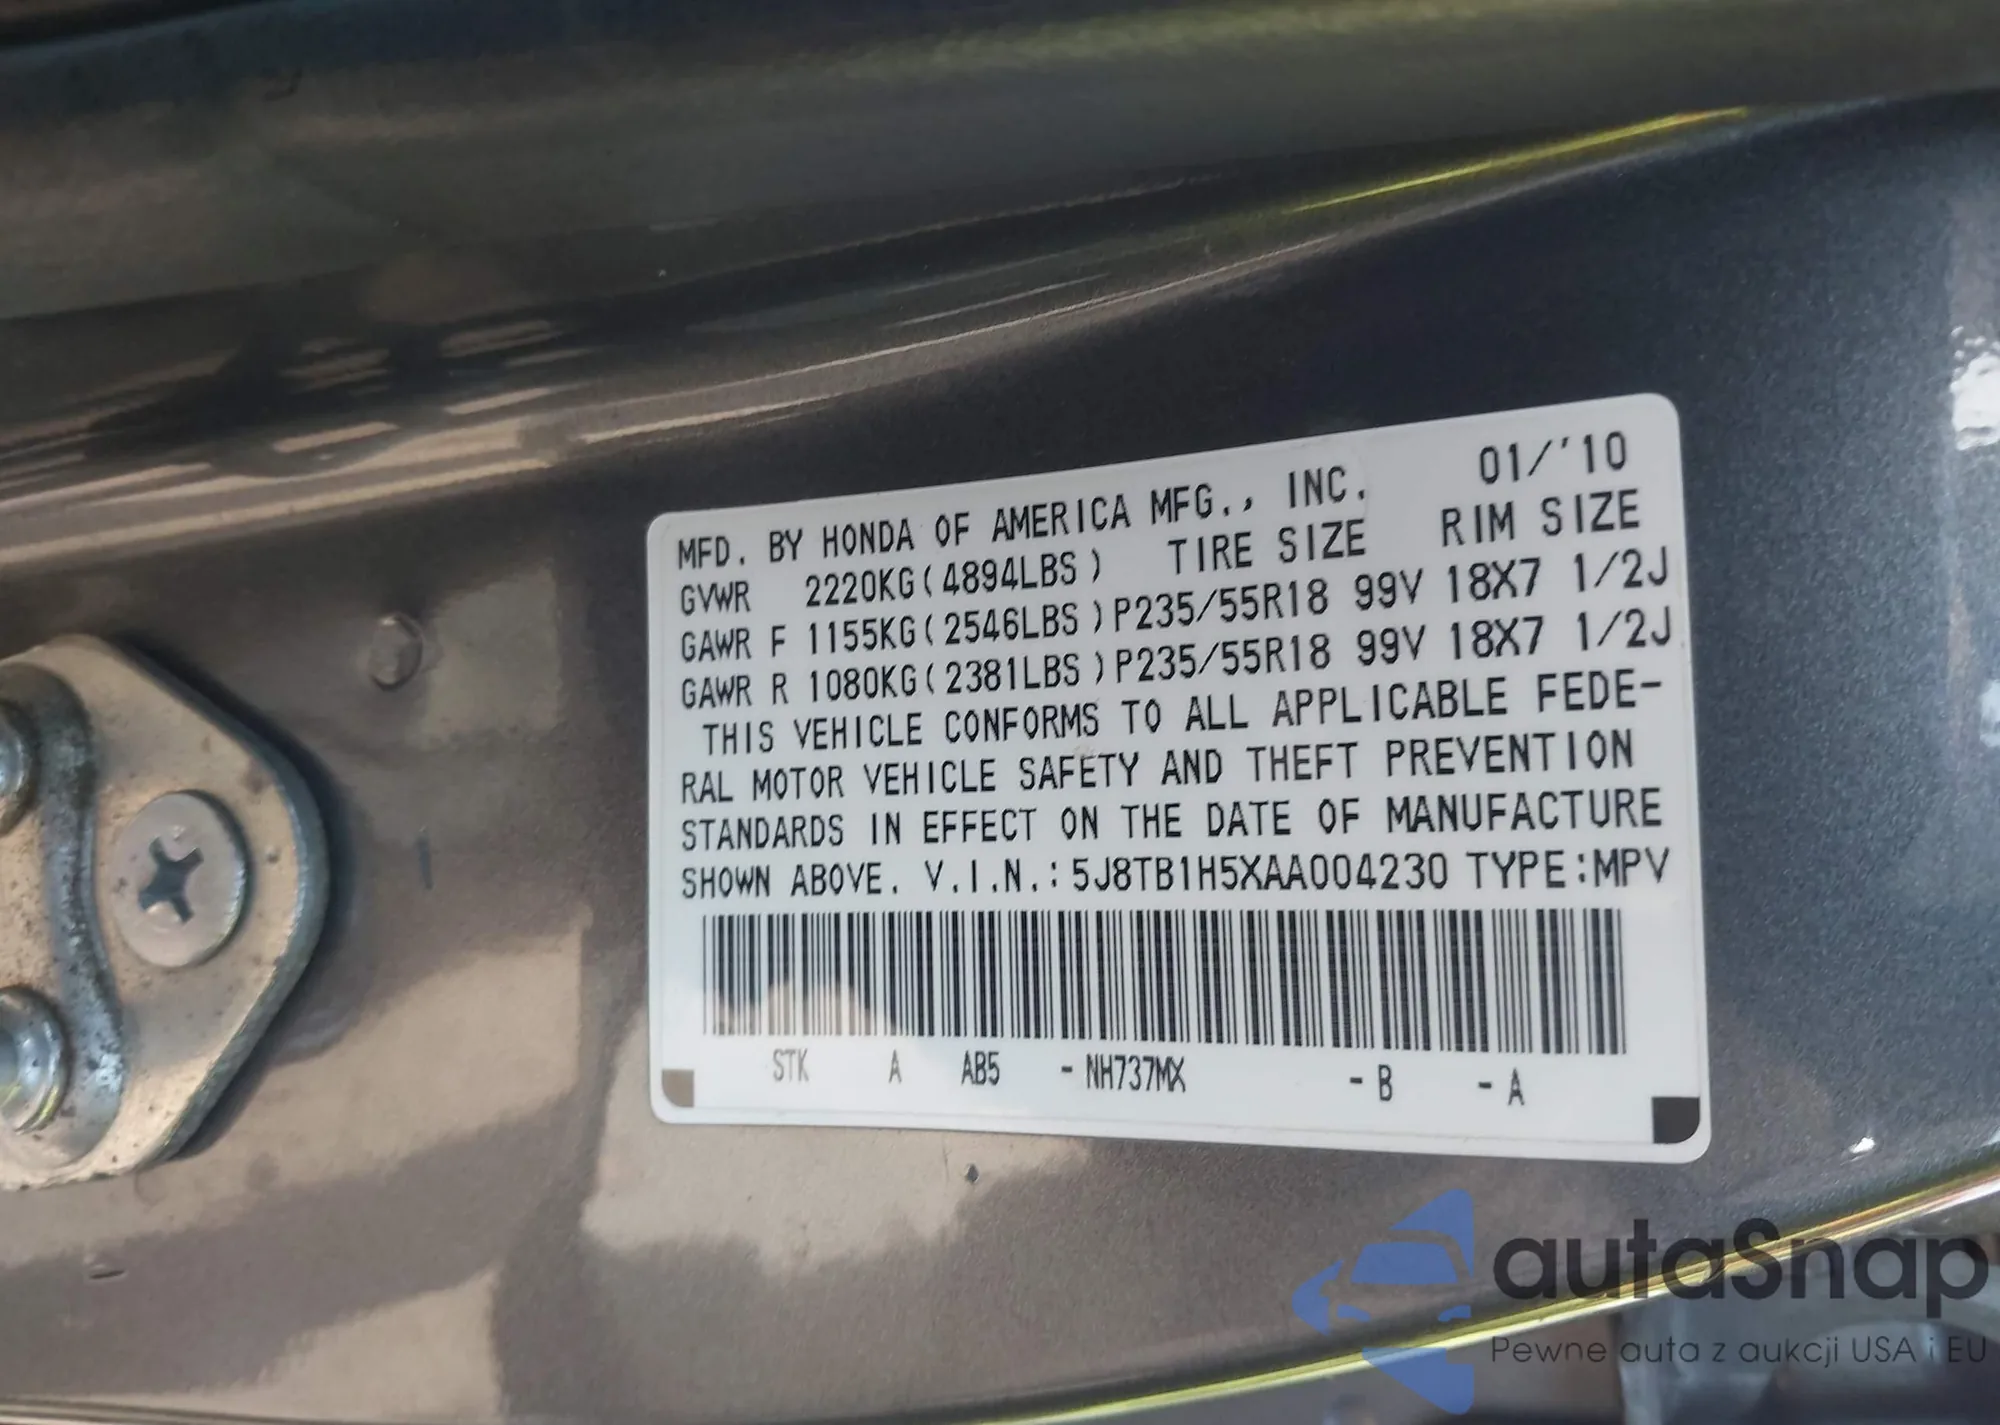 MFD. BY HONDA OF AMERICA MFG., INC. 01/'10
GVWR 2220KG(4894LBS) TIRE SIZE RIM SIZE
GAWR F 1155KG(2546LBS)P235/55R18 99V 18X7 1/2J
GAWR R 1080KG(2381LBS)P235/55R18 99V 18X7 1/2J
THIS VEHICLE CONFORMS TO ALL APPLICABLE FEDE-
RAL MOTOR VEHICLE SAFETY AND THEFT PREVENTION
STANDARDS IN EFFECT ON THE DATE OF MANUFACTURE
SHOWN ABOVE. V.I.N.:5J8TB1H5XAA004230 TYPE:MPV
STK A AB5 -NH737MX -B -A
autaSnap
Pewne auta z aukcji USA i EU